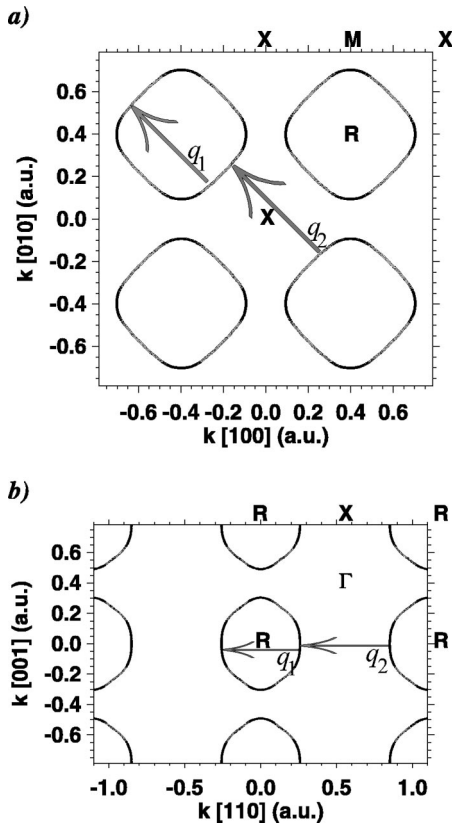 a)
X M X
0.6
0.4
0.2
0.0
-0.2
-0.4
-0.6
k [010] (a.u.)
R
X
q1
q2
-0.6 -0.4 -0.2 0.0 0.2 0.4 0.6
k [100] (a.u.)
b)
R X R
0.6
0.4
0.2
0.0
-0.2
-0.4
-0.6
k [001] (a.u.)
Γ
R
R
q1
q2
-1.0 -0.5 0.0 0.5 1.0
k [110] (a.u.)